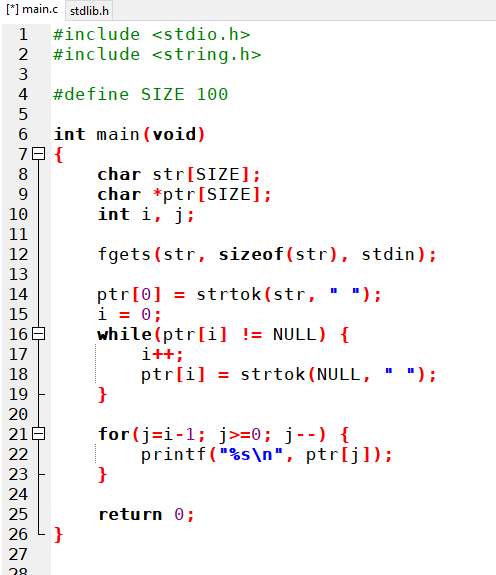 [*] main.c stdlib.h
1 #include <stdio.h>
2 #include <string.h>
3
4 #define SIZE 100
5
6 int main(void)
7 {
8 char str[SIZE];
9 char *ptr[SIZE];
10 int i, j;
11
12 fgets(str, sizeof(str), stdin);
13
14 ptr[0] = strtok(str, " ");
15 i = 0;
16 while(ptr[i] != NULL) {
17 i++;
18 ptr[i] = strtok(NULL, " ");
19 }
20
21 for(j=i-1; j>=0; j--) {
22 printf("%s\n", ptr[j]);
23 }
24
25 return 0;
26 }
27
28